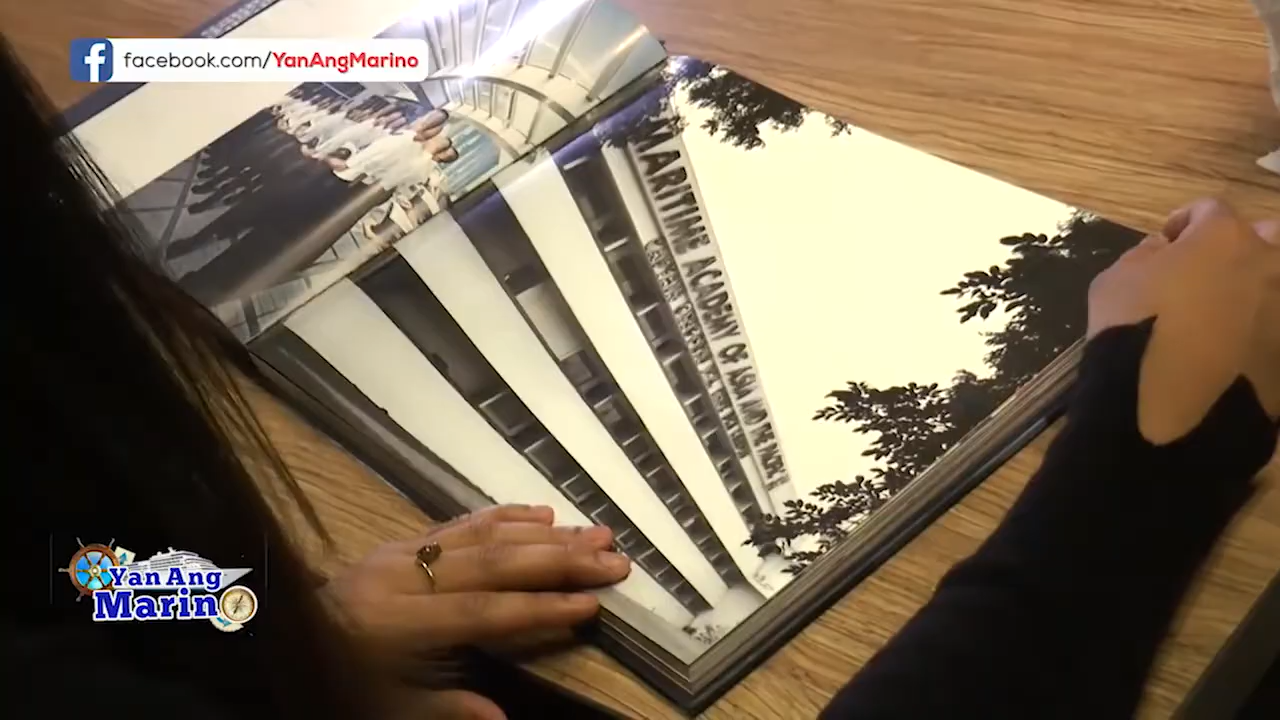 facebook.com/YanAngMarino
MARITIME ACADEMY OF ASIA AND THE PACIFIC
Yan Ang
Marino